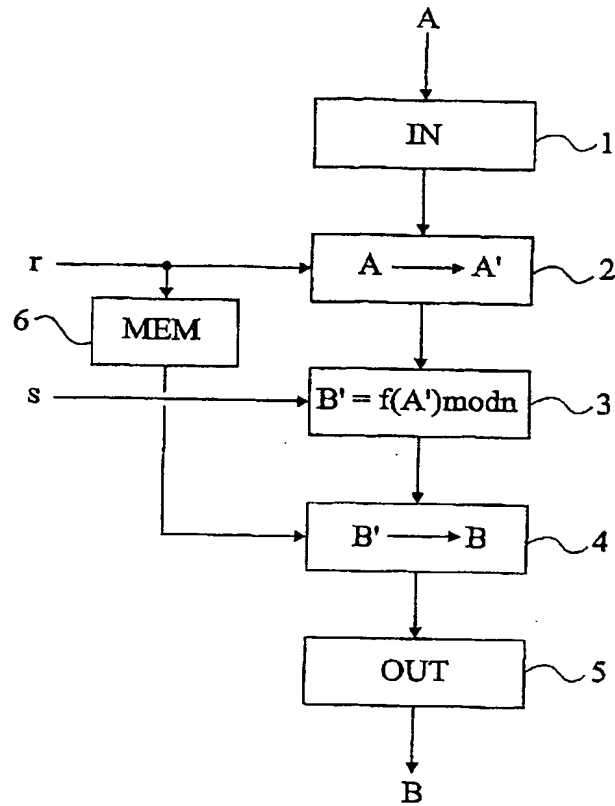 A
IN
1
r
A → A'
2
6
MEM
s
B' = f(A')modn
3
B' → B
4
OUT
5
B